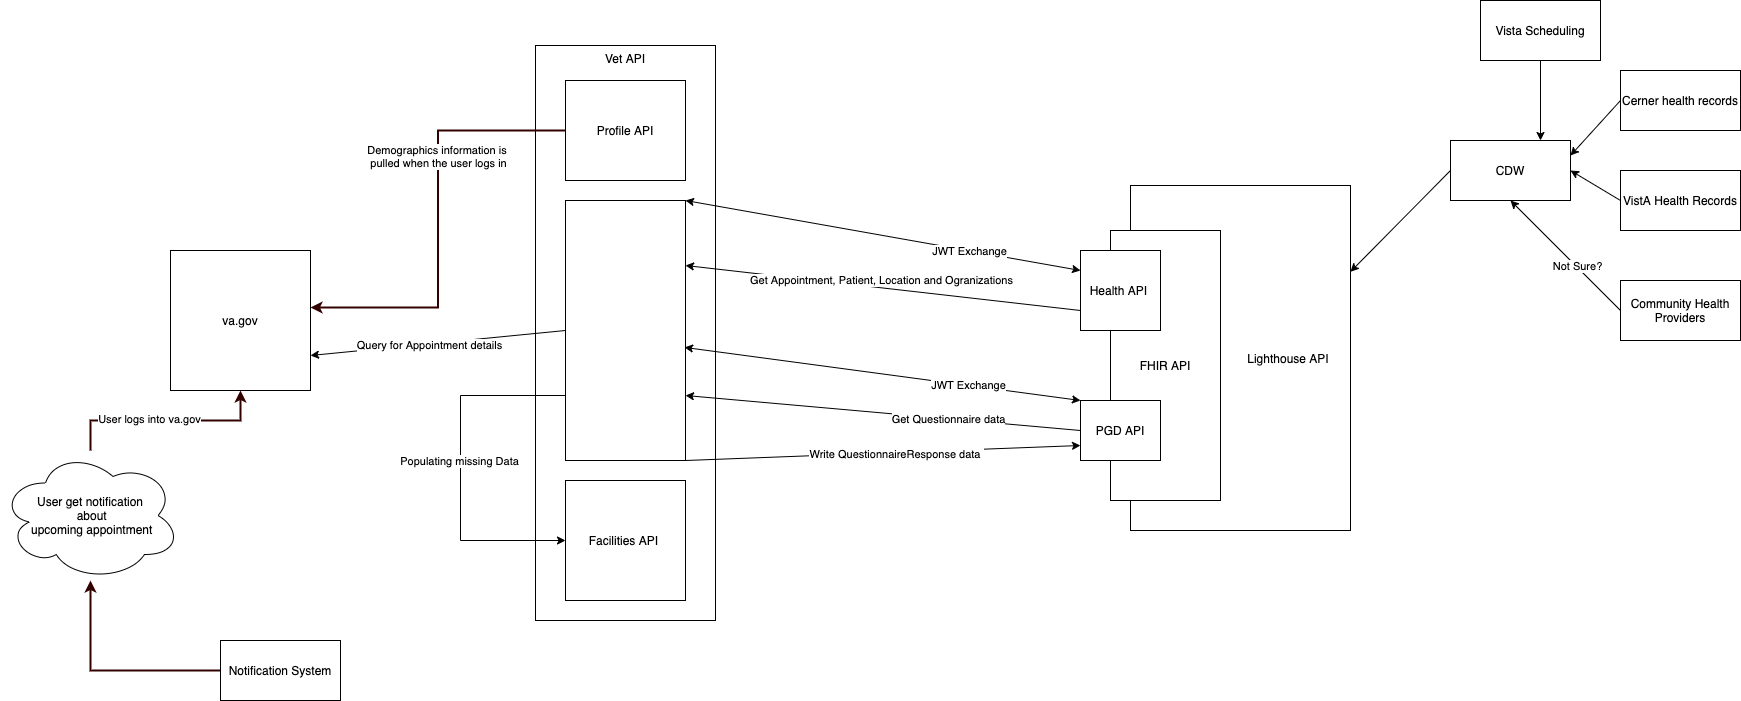 Vista Scheduling
Vet API
Cerner health records
Profile API
Demographics information is
pulled when the user logs in
CDW
VistA Health Records
JWT Exchange
Not Sure?
Get Appointment, Patient, Location and Ogranizations
Health API
Community Health
Providers
va.gov
Query for Appointment details
FHIR API
Lighthouse API
JWT Exchange
User logs into va.gov
Get Questionnaire data
PGD API
Populating missing Data
Write QuestionnaireResponse data
User get notification
about
upcoming appointment
Facilities API
Notification System